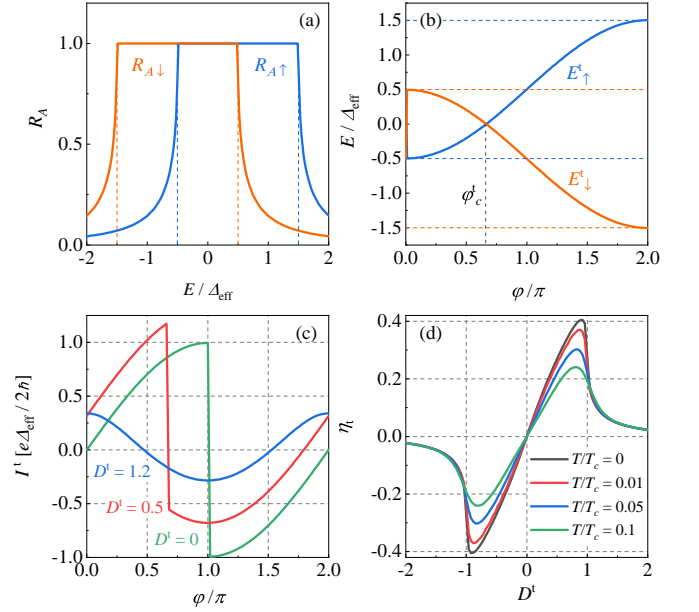 (a)
R_A↓
R_A↑
1.0
0.5
0.0
R_A
-2
-1
0
1
2
E / Δ_eff
(b)
E^t_↑
E^t_↓
φ^t_c
1.5
1.0
0.5
0.0
-0.5
-1.0
-1.5
E / Δ_eff
0.0
0.5
1.0
1.5
2.0
φ/π
(c)
D^t = 1.2
D^t = 0.5
D^t = 0
1.0
0.5
0.0
-0.5
-1.0
I^t [eΔ_eff / 2ħ]
0.0
0.5
1.0
1.5
2.0
φ/π
(d)
T/T_c = 0
T/T_c = 0.01
T/T_c = 0.05
T/T_c = 0.1
0.4
0.2
0.0
-0.2
-0.4
η_t
-2
-1
0
1
2
D^t